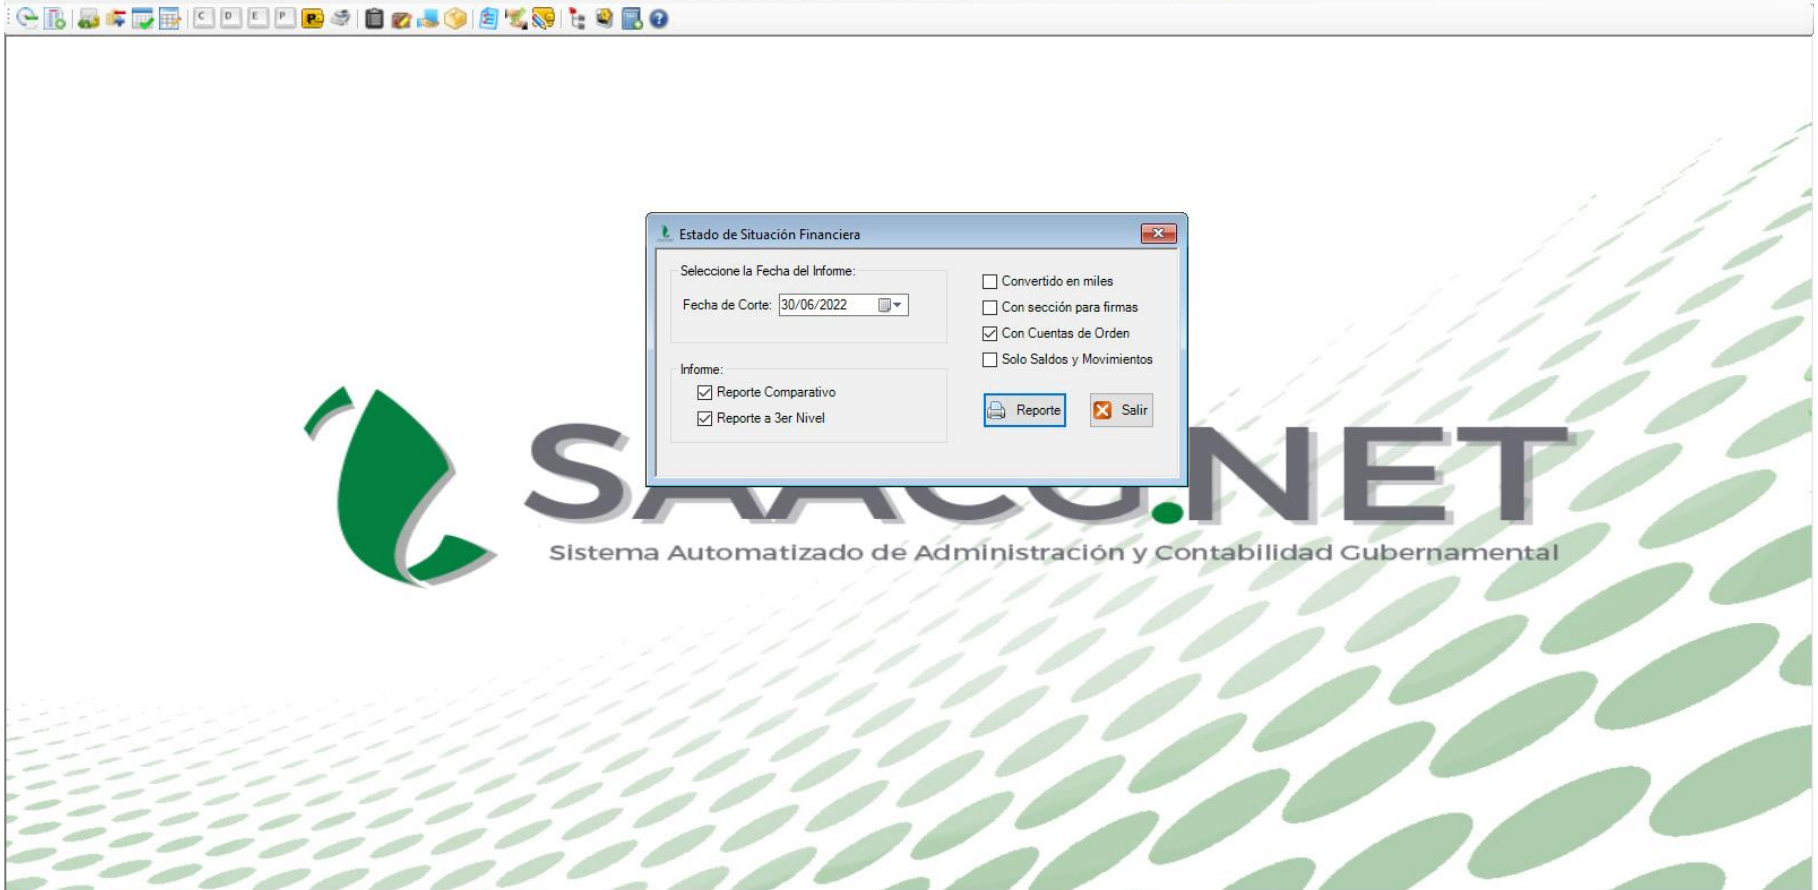 C D E P P
Estado de Situación Financiera
Seleccione la Fecha del Informe:
Fecha de Corte: 30/06/2022
Informe:
Reporte Comparativo
Reporte a 3er Nivel
Convertido en miles
Con sección para firmas
Con Cuentas de Orden
Solo Saldos y Movimientos
Reporte Salir
SAACG.NET
Sistema Automatizado de Administración y Contabilidad Gubernamental